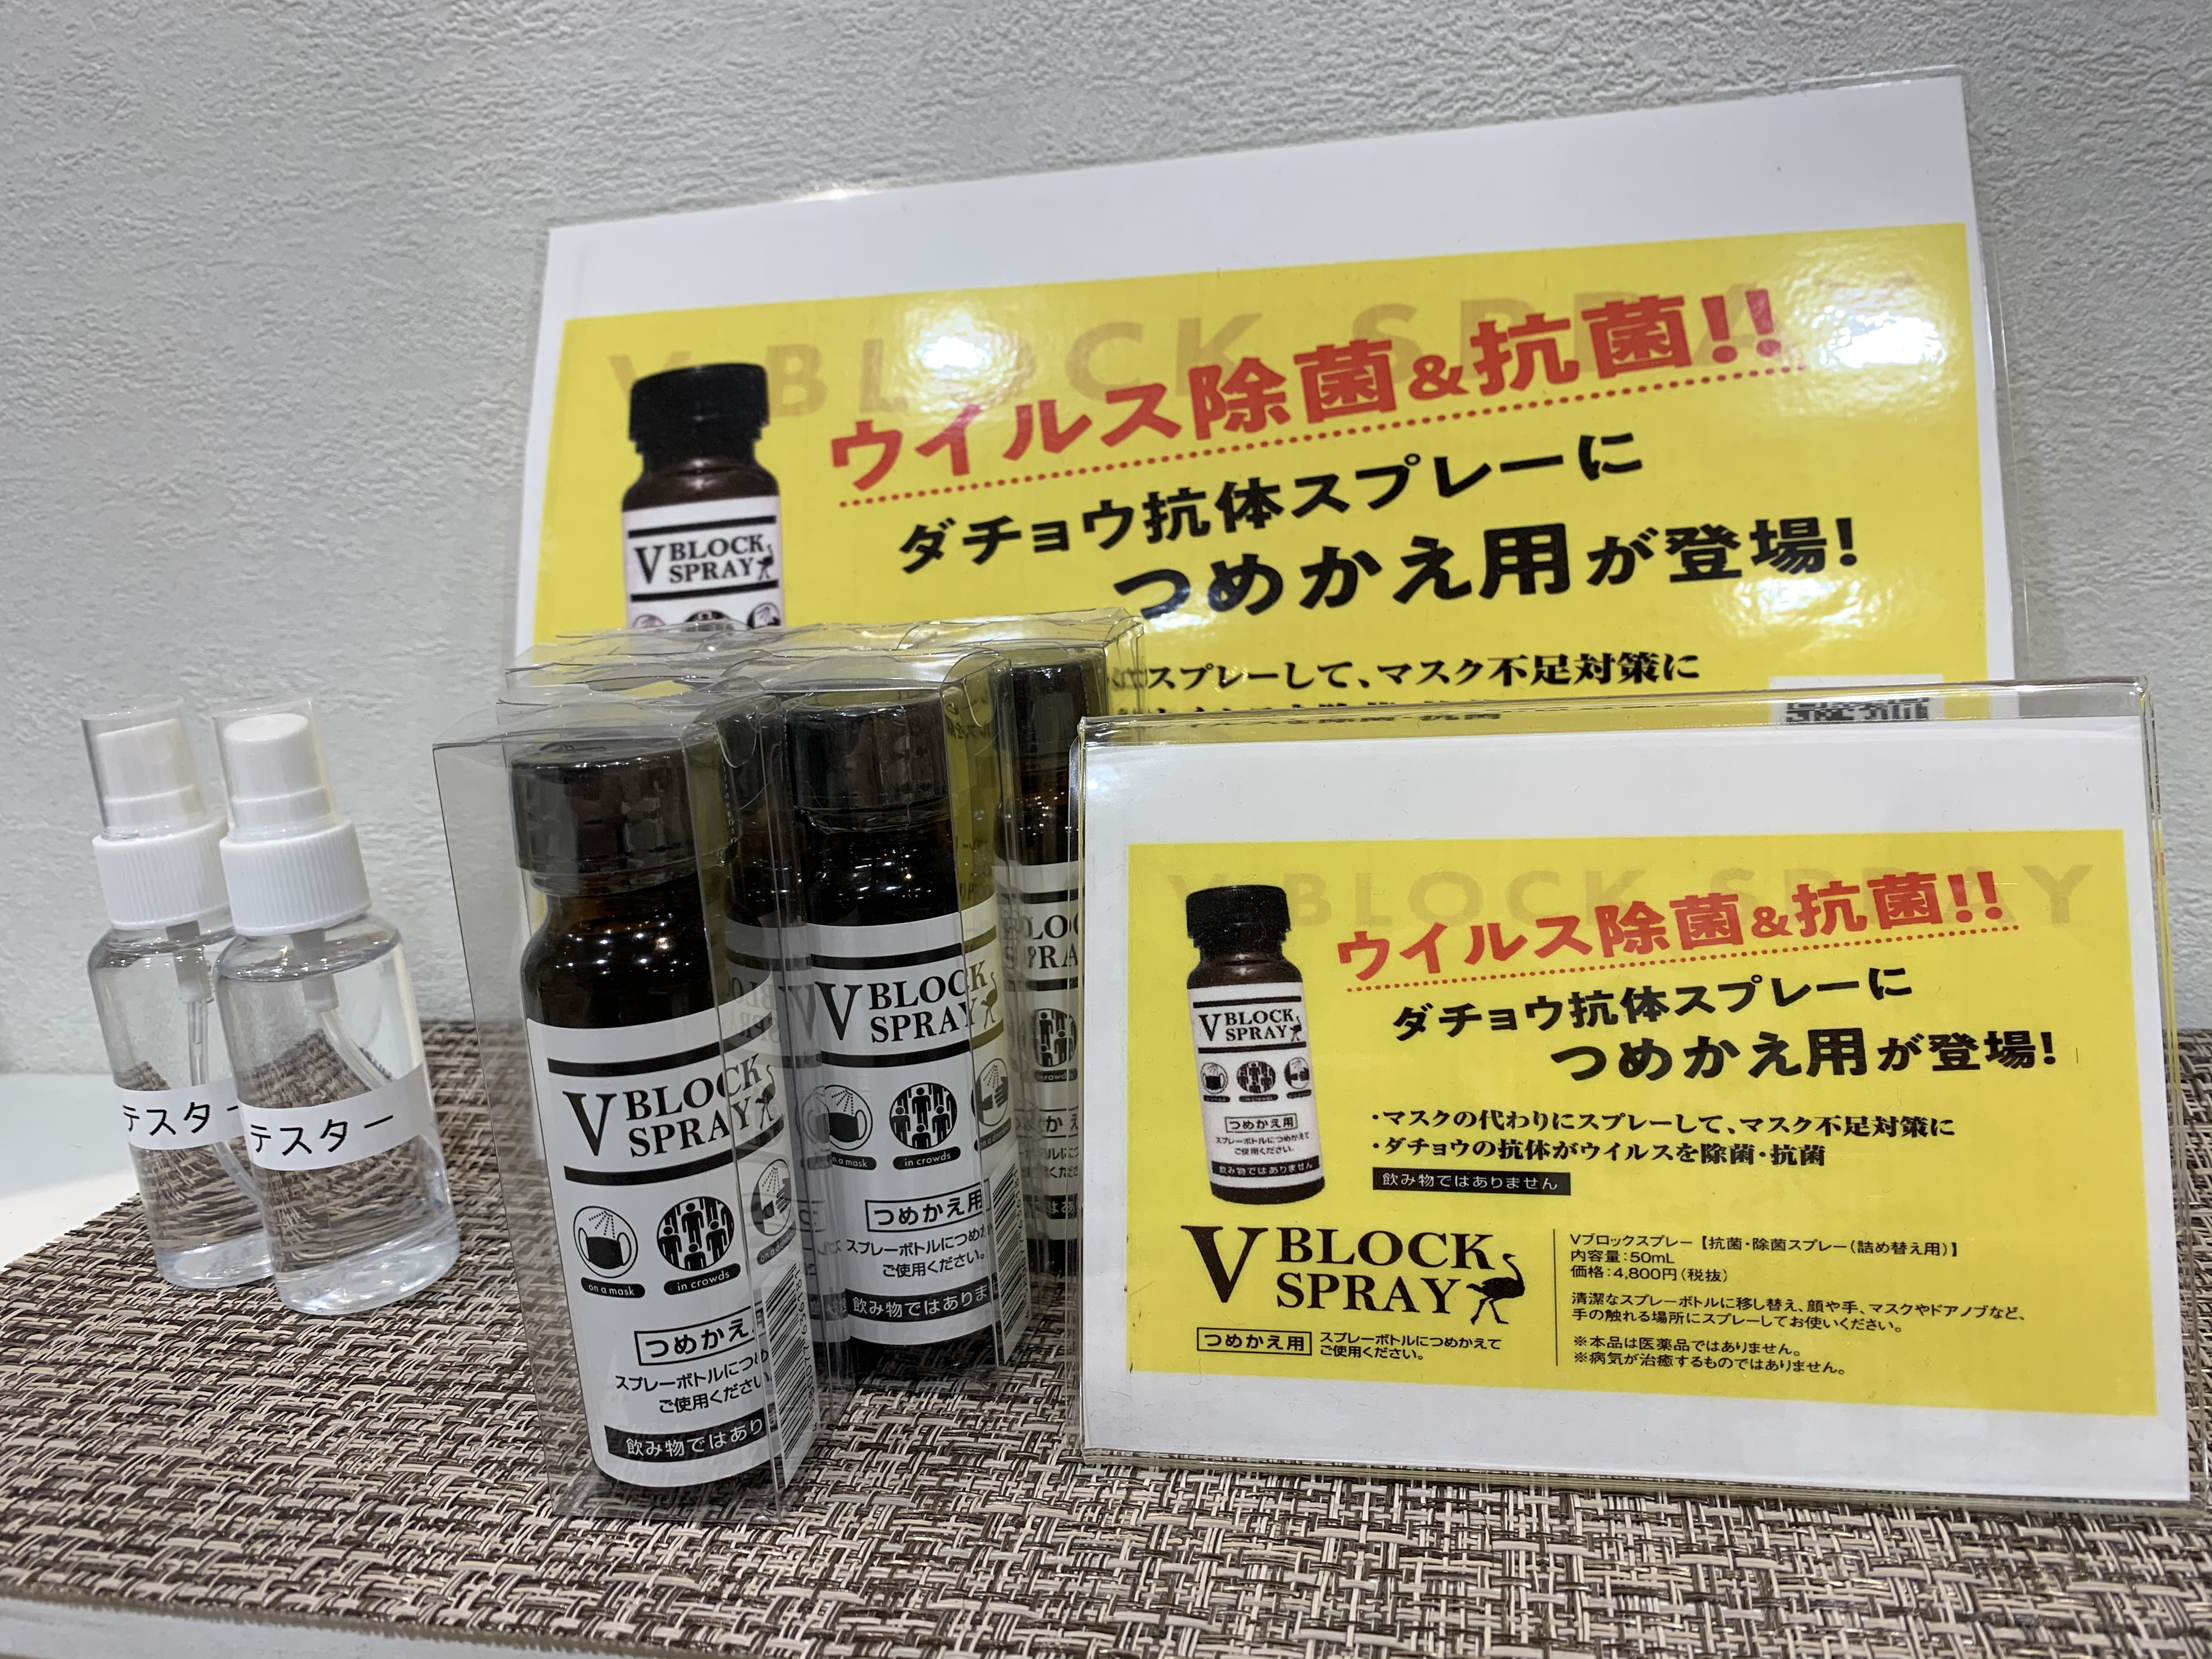 V BLOCK SPRA
ウイルス除菌&抗菌!!
ダチョウ抗体スプレーに
つめかえ用が登場!
スプレーして、マスク不足対策に
V BLOCK
SPRAY
テスター
テスター
V BLOCK
SPRAY
on a mask
in crowds
つめかえ
スプレーボトルにつめ
ご使用ください
飲み物ではあり
V BLOCK
SPRAY
on a mask
in crowds
つめかえ用
スプレーボトルにつめか
ご使用ください。
飲み物ではありま
V BLOCK SPRAY
ウイルス除菌&抗菌!!
ダチョウ抗体スプレーに
つめかえ用が登場!
・マスクの代わりにスプレーして、マスク不足対策に
・ダチョウの抗体がウイルスを除菌・抗菌
飲み物ではありません
V BLOCK
SPRAY
つめかえ用
スプレーボトルにつめかえて
ご使用ください。
飲み物ではありません
V BLOCK
SPRAY
つめかえ用
スプレーボトルにつめかえて
ご使用ください。
Vブロックスプレー【抗菌・除菌スプレー(詰め替え用)】
内容量:50mL
価格:4,800円(税抜)
清潔なスプレーボトルに移し替え、顔や手、マスクやドアノブなど、
手の触れる場所にスプレーしてお使いください。
※本品は医薬品ではありません。
※病気が治癒するものではありません。